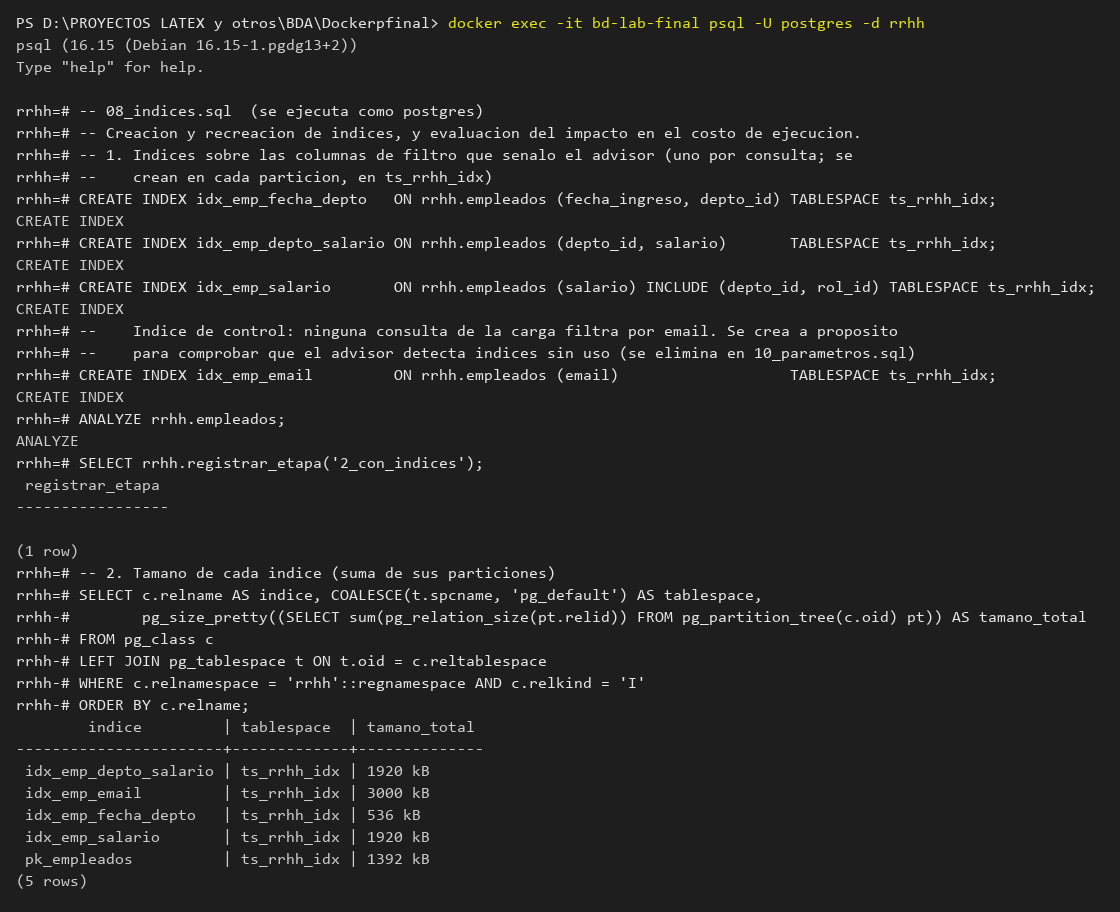 PS D:\PROYECTOS LATEX y otros\BDA\Dockerpfinal> docker exec -it bd-lab-final psql -U postgres -d rrhh
psql (16.15 (Debian 16.15-1.pgdg13+2))
Type "help" for help.

rrhh=# -- 08_indices.sql  (se ejecuta como postgres)
rrhh=# -- Creacion y recreacion de indices, y evaluacion del impacto en el costo de ejecucion.
rrhh=# -- 1. Indices sobre las columnas de filtro que senalo el advisor (uno por consulta; se
rrhh=# --    crean en cada particion, en ts_rrhh_idx)
rrhh=# CREATE INDEX idx_emp_fecha_depto   ON rrhh.empleados (fecha_ingreso, depto_id) TABLESPACE ts_rrhh_idx;
CREATE INDEX
rrhh=# CREATE INDEX idx_emp_depto_salario ON rrhh.empleados (depto_id, salario)       TABLESPACE ts_rrhh_idx;
CREATE INDEX
rrhh=# CREATE INDEX idx_emp_salario       ON rrhh.empleados (salario) INCLUDE (depto_id, rol_id) TABLESPACE ts_rrhh_idx;
CREATE INDEX
rrhh=# --    Indice de control: ninguna consulta de la carga filtra por email. Se crea a proposito
rrhh=# --    para comprobar que el advisor detecta indices sin uso (se elimina en 10_parametros.sql)
rrhh=# CREATE INDEX idx_emp_email         ON rrhh.empleados (email)                   TABLESPACE ts_rrhh_idx;
CREATE INDEX
rrhh=# ANALYZE rrhh.empleados;
ANALYZE
rrhh=# SELECT rrhh.registrar_etapa('2_con_indices');
 registrar_etapa
-----------------

(1 row)
rrhh=# -- 2. Tamano de cada indice (suma de sus particiones)
rrhh=# SELECT c.relname AS indice, COALESCE(t.spcname, 'pg_default') AS tablespace,
rrhh-#        pg_size_pretty((SELECT sum(pg_relation_size(pt.relid)) FROM pg_partition_tree(c.oid) pt)) AS tamano_total
rrhh-# FROM pg_class c
rrhh-# LEFT JOIN pg_tablespace t ON t.oid = c.reltablespace
rrhh-# WHERE c.relnamespace = 'rrhh'::regnamespace AND c.relkind = 'I'
rrhh-# ORDER BY c.relname;
        indice         | tablespace  | tamano_total
-----------------------+-------------+--------------
 idx_emp_depto_salario | ts_rrhh_idx | 1920 kB
 idx_emp_email         | ts_rrhh_idx | 3000 kB
 idx_emp_fecha_depto   | ts_rrhh_idx | 536 kB
 idx_emp_salario       | ts_rrhh_idx | 1920 kB
 pk_empleados          | ts_rrhh_idx | 1392 kB
(5 rows)